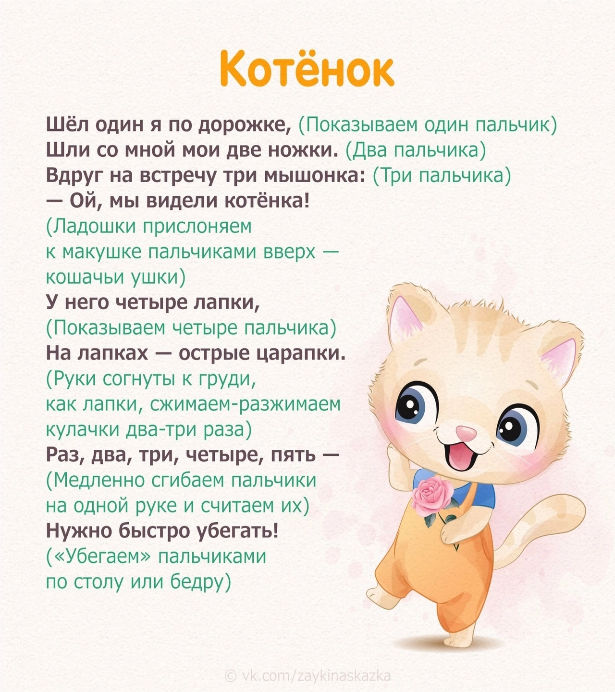 Котёнок
Шёл один я по дорожке, (Показываем один пальчик)
Шли со мной мои две ножки. (Два пальчика)
Вдруг на встречу три мышонка: (Три пальчика)
— Ой, мы видели котёнка!
(Ладошки прислоняем
к макушке пальчиками вверх —
кошачьи ушки)
У него четыре лапки,
(Показываем четыре пальчика)
На лапках — острые царапки.
(Руки согнуты к груди,
как лапки, сжимаем-разжимаем
кулачки два-три раза)
Раз, два, три, четыре, пять —
(Медленно сгибаем пальчики
на одной руке и считаем их)
Нужно быстро убегать!
(«Убегаем» пальчиками
по столу или бедру)
© vk.com/zaykinaskazka